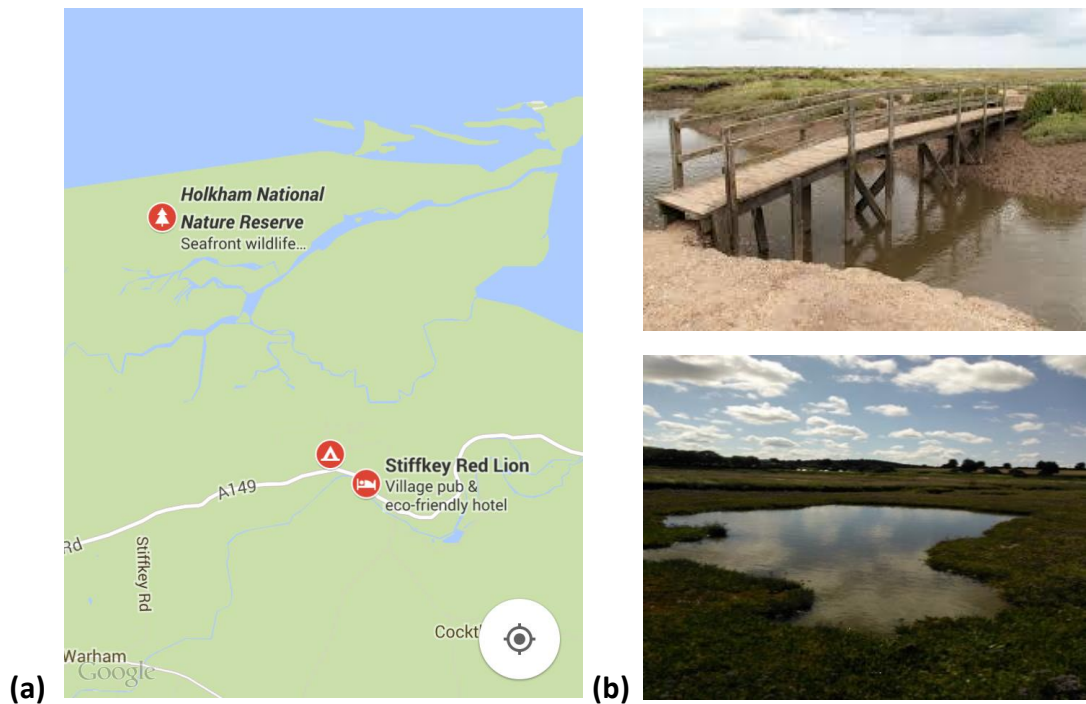 Holkham National
Nature Reserve
Seafront wildlife...
Stiffkey Red Lion
Village pub &
eco-friendly hotel
A149
Rd
Stiffkey Rd
Warham
Google
(a)
(b)